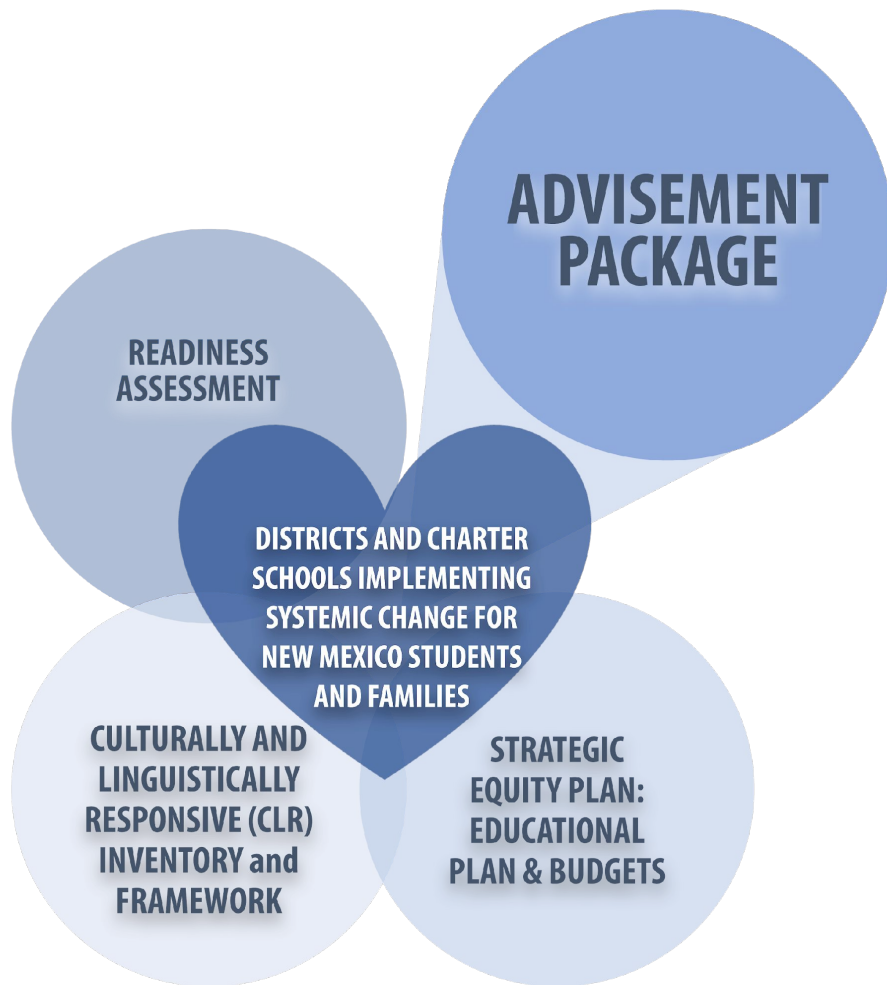 ADVISEMENT
PACKAGE
READINESS
ASSESSMENT
DISTRICTS AND CHARTER
SCHOOLS IMPLEMENTING
SYSTEMIC CHANGE FOR
NEW MEXICO STUDENTS
AND FAMILIES
CULTURALLY AND
LINGUISTICALLY
RESPONSIVE (CLR)
INVENTORY and
FRAMEWORK
STRATEGIC
EQUITY PLAN:
EDUCATIONAL
PLAN & BUDGETS